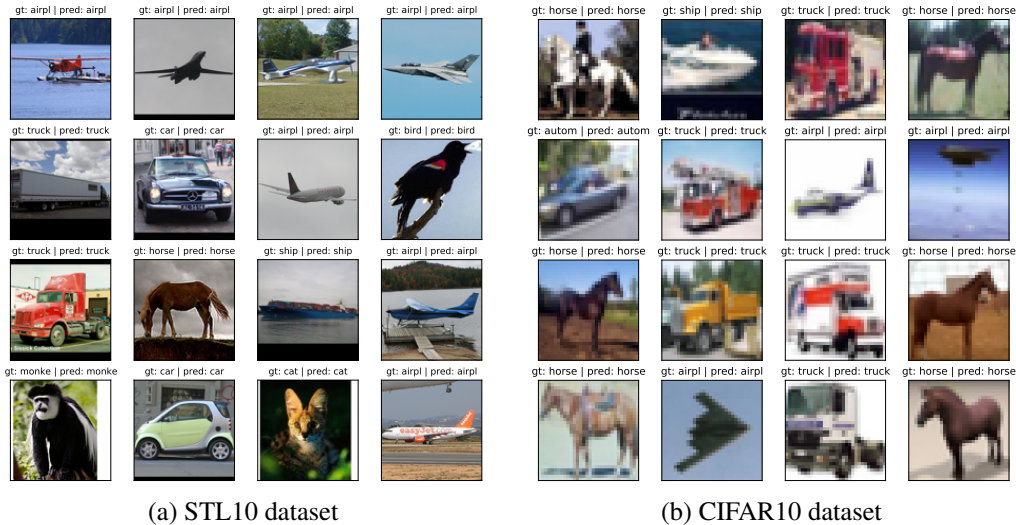 gt: airpl | pred: airpl gt: airpl | pred: airpl gt: airpl | pred: airpl gt: airpl | pred: airpl gt: horse | pred: horse gt: ship | pred: ship gt: truck | pred: truck gt: horse | pred: horse
gt: truck | pred: truck gt: car | pred: car gt: airpl | pred: airpl gt: bird | pred: bird gt: autom | pred: autom gt: truck | pred: truck gt: airpl | pred: airpl gt: airpl | pred: airpl
gt: truck | pred: truck gt: horse | pred: horse gt: ship | pred: ship gt: airpl | pred: airpl gt: horse | pred: horse gt: truck | pred: truck gt: truck | pred: truck gt: horse | pred: horse
gt: monke | pred: monke gt: car | pred: car gt: cat | pred: cat gt: airpl | pred: airpl gt: horse | pred: horse gt: airpl | pred: airpl gt: truck | pred: truck gt: horse | pred: horse
easyJet
(a) STL10 dataset
(b) CIFAR10 dataset